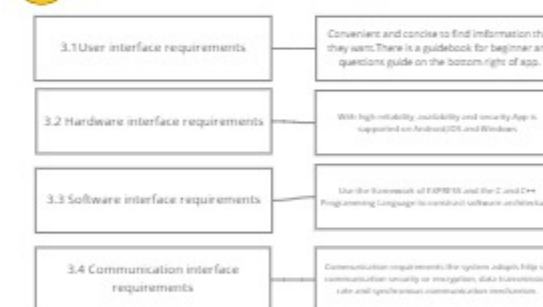 3.1User interface requirements
Convenient and concise to find imformation th
they want.There is a guidebook for beginner an
questions guide on the bottom right of app.
3.2 Hardware interface requirements
With high reliability, availability and security.App is
supported on Android,IOS and Windows
3.3 Software interface requirements
Use the framework of EXPRESS and the C and C++
Programming Language to construct software architectu
3.4 Communication interface
requirements
Communication requirements the system adopts http
communication security or encryption, data transmiss
rate and synchronous communication mechanism.